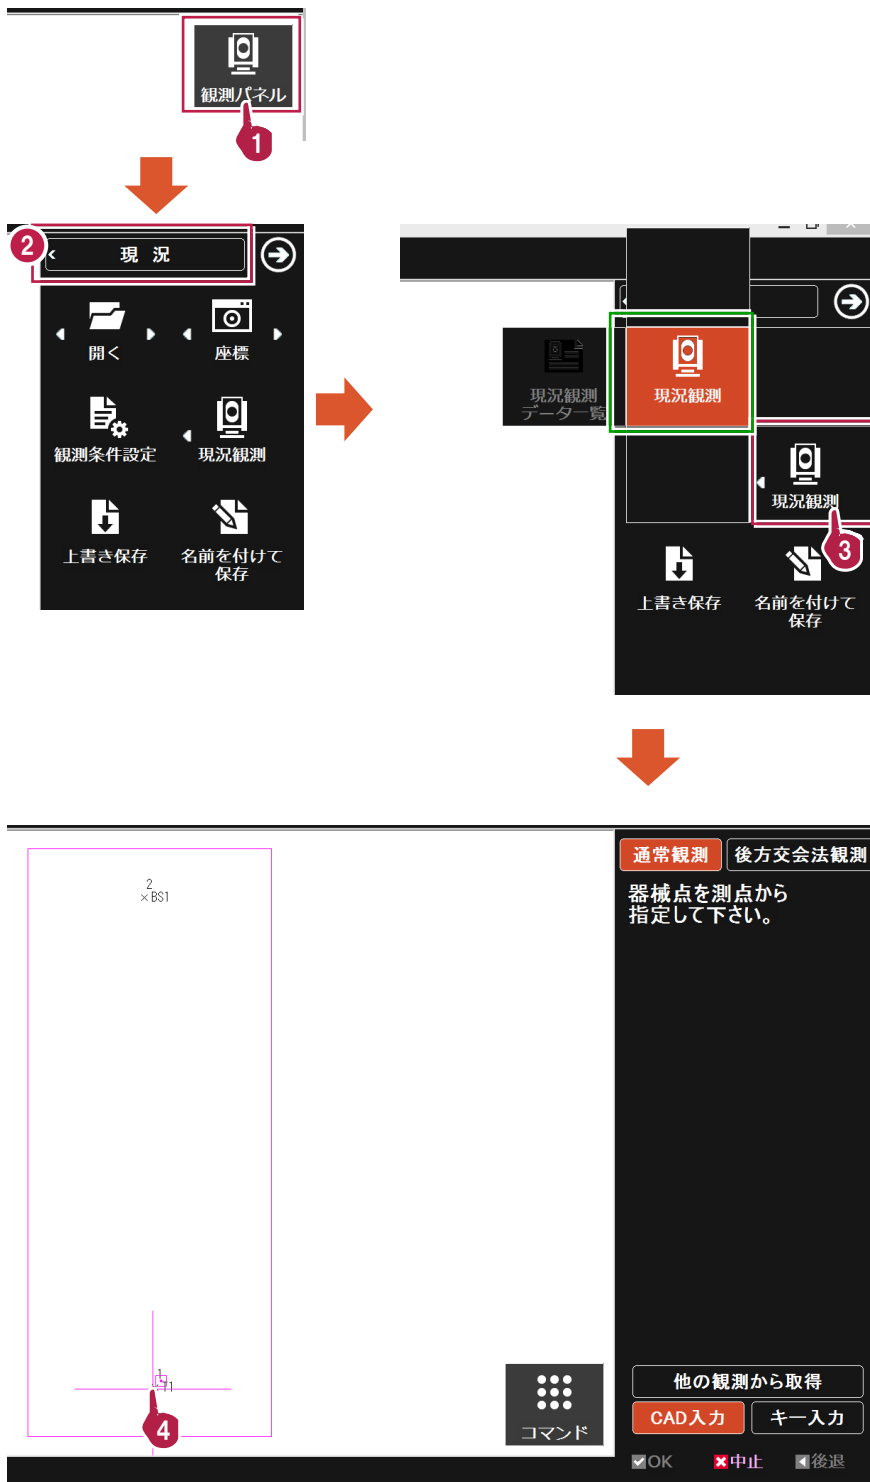 観測パネル
1
2
現 況
開く
座標
観測条件設定
現況観測
上書き保存
名前を付けて
保存
現況観測
データ一覧
現況観測
現況観測
3
上書き保存
名前を付けて
保存
通常観測
後方交会法観測
器械点を測点から
指定して下さい。
2
×BS1
1
4
コマンド
他の観測から取得
CAD入力
キー入力
OK
中止
後退